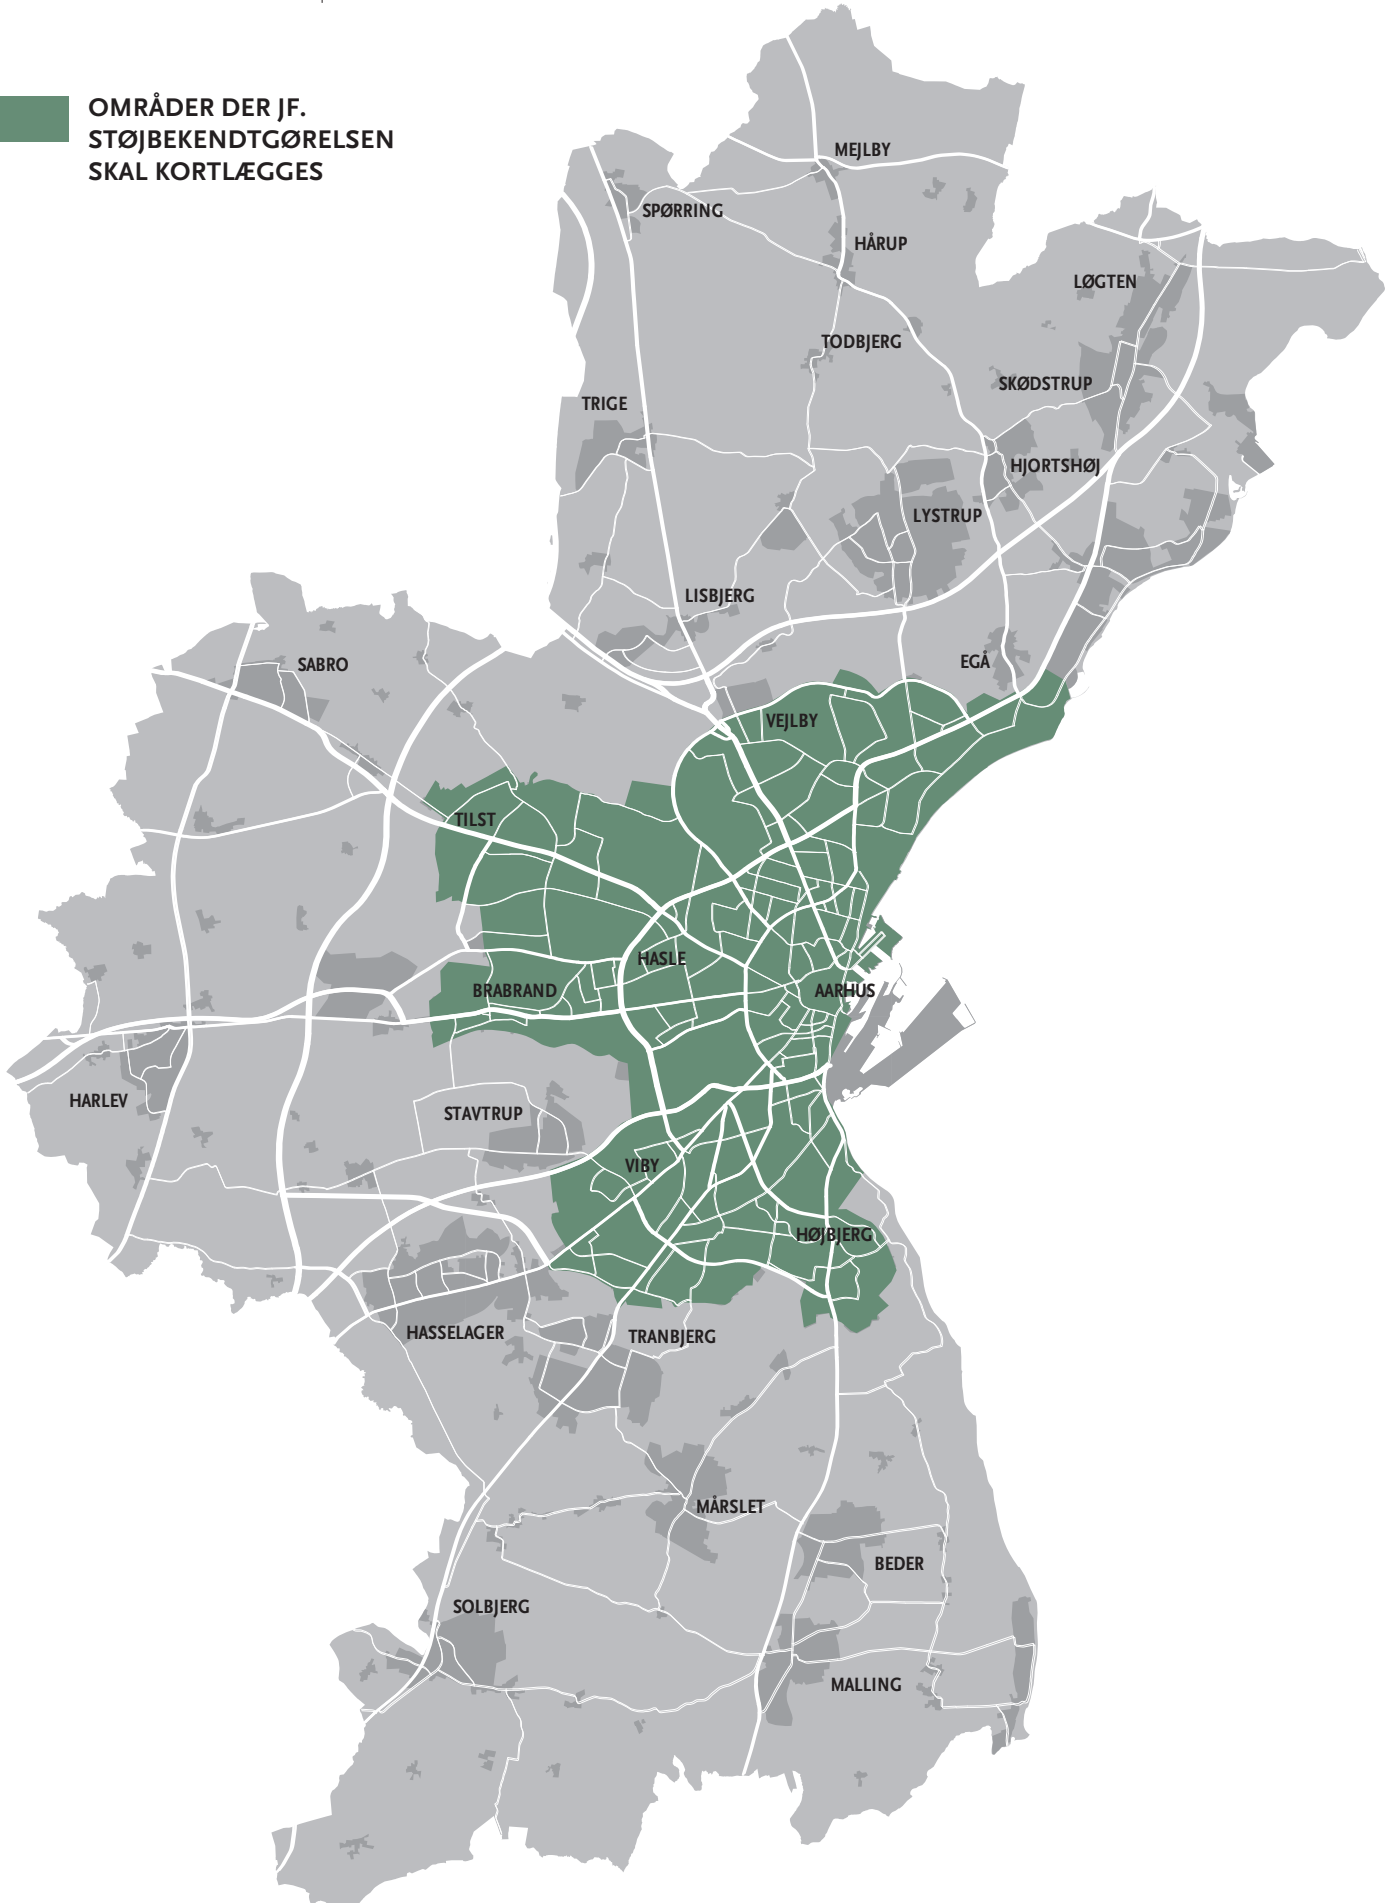 OMRÅDER DER JF.
STØJBEKENDTGØRELSEN
SKAL KORTLÆGGES
MEJLBY
SPØRRING
HÅRUP
LØGTEN
TODBJERG
SKØDSTRUP
TRIGE
HJORTSHØJ
LYSTRUP
LISBJERG
EGÅ
SABRO
VEJLBY
TILST
HASLE
BRABRAND
AARHUS
HARLEV
STAVTRUP
VIBY
HØJBJERG
HASSELAGER
TRANBJERG
MÅRSLET
BEDER
SOLBJERG
MALLING